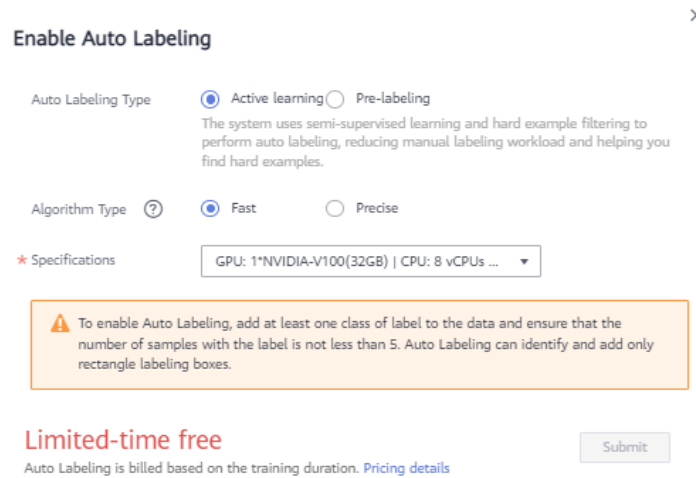 Enable Auto Labeling
Auto Labeling Type Active learning Pre-labeling
The system uses semi-supervised learning and hard example filtering to
perform auto labeling, reducing manual labeling workload and helping you
find hard examples.
Algorithm Type ? Fast Precise
* Specifications GPU: 1*NVIDIA-V100(32GB) | CPU: 8 vCPUs ...
To enable Auto Labeling, add at least one class of label to the data and ensure that the
number of samples with the label is not less than 5. Auto Labeling can identify and add only
rectangle labeling boxes.
Limited-time free
Submit
Auto Labeling is billed based on the training duration. Pricing details